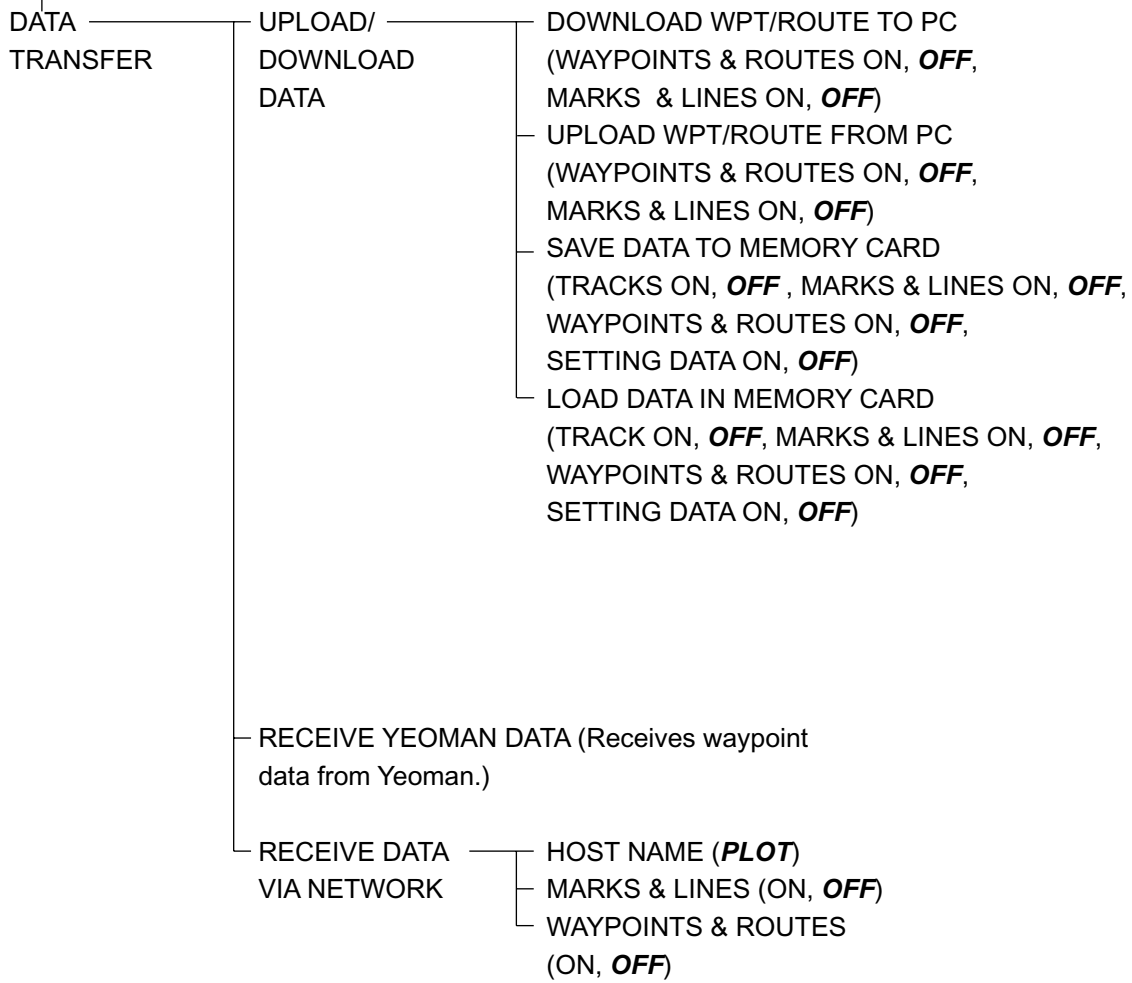 DATA
TRANSFER
UPLOAD/
DOWNLOAD
DATA
DOWNLOAD WPT/ROUTE TO PC
(WAYPOINTS & ROUTES ON, OFF,
MARKS & LINES ON, OFF)
UPLOAD WPT/ROUTE FROM PC
(WAYPOINTS & ROUTES ON, OFF,
MARKS & LINES ON, OFF)
SAVE DATA TO MEMORY CARD
(TRACKS ON, OFF , MARKS & LINES ON, OFF,
WAYPOINTS & ROUTES ON, OFF,
SETTING DATA ON, OFF)
LOAD DATA IN MEMORY CARD
(TRACK ON, OFF, MARKS & LINES ON, OFF,
WAYPOINTS & ROUTES ON, OFF,
SETTING DATA ON, OFF)
RECEIVE YEOMAN DATA (Receives waypoint
data from Yeoman.)
RECEIVE DATA
VIA NETWORK
HOST NAME (PLOT)
MARKS & LINES (ON, OFF)
WAYPOINTS & ROUTES
(ON, OFF)